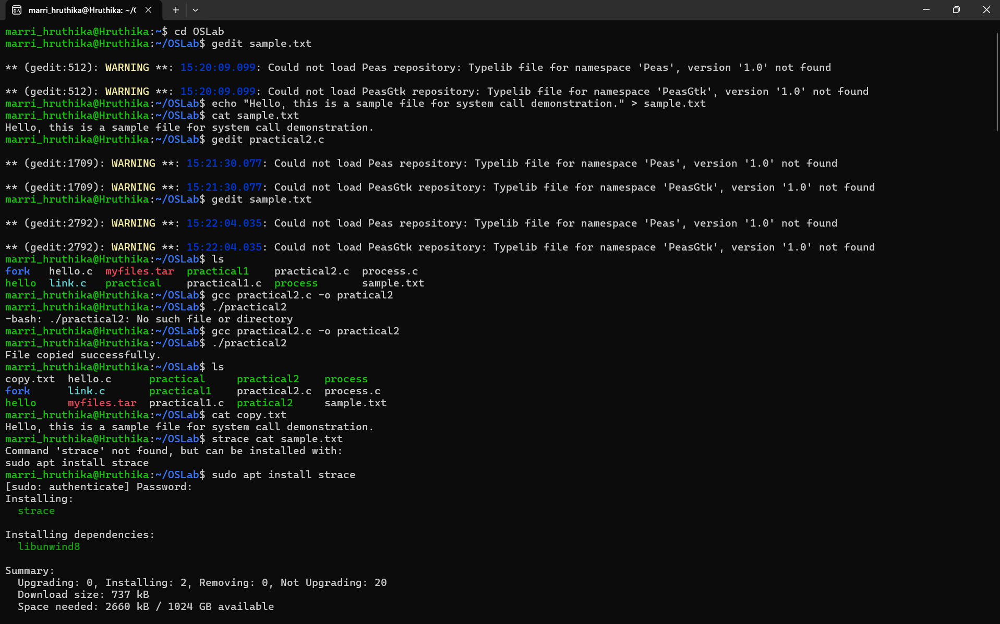 marri_hruthika@Hruthika: ~/(
marri_hruthika@Hruthika:~$ cd OSLab
marri_hruthika@Hruthika:~/OSLab$ gedit sample.txt
** (gedit:512): WARNING **: 15:20:09.099: Could not load Peas repository: Typelib file for namespace 'Peas', version '1.0' not found
** (gedit:512): WARNING **: 15:20:09.099: Could not load PeasGtk repository: Typelib file for namespace 'PeasGtk', version '1.0' not found
marri_hruthika@Hruthika:~/OSLab$ echo "Hello, this is a sample file for system call demonstration." > sample.txt
marri_hruthika@Hruthika:~/OSLab$ cat sample.txt
Hello, this is a sample file for system call demonstration.
marri_hruthika@Hruthika:~/OSLab$ gedit practical2.c
** (gedit:1709): WARNING **: 15:21:30.077: Could not load Peas repository: Typelib file for namespace 'Peas', version '1.0' not found
** (gedit:1709): WARNING **: 15:21:30.077: Could not load PeasGtk repository: Typelib file for namespace 'PeasGtk', version '1.0' not found
marri_hruthika@Hruthika:~/OSLab$ gedit sample.txt
** (gedit:2792): WARNING **: 15:22:04.035: Could not load Peas repository: Typelib file for namespace 'Peas', version '1.0' not found
** (gedit:2792): WARNING **: 15:22:04.035: Could not load PeasGtk repository: Typelib file for namespace 'PeasGtk', version '1.0' not found
marri_hruthika@Hruthika:~/OSLab$ ls
fork   hello.c  myfiles.tar  practical1    practical2.c  process.c
hello  link.c   practical    practical1.c  process       sample.txt
marri_hruthika@Hruthika:~/OSLab$ gcc practical2.c -o pratical2
marri_hruthika@Hruthika:~/OSLab$ ./practical2
-bash: ./practical2: No such file or directory
marri_hruthika@Hruthika:~/OSLab$ gcc practical2.c -o practical2
marri_hruthika@Hruthika:~/OSLab$ ./practical2
File copied successfully.
marri_hruthika@Hruthika:~/OSLab$ ls
copy.txt  hello.c      practical     practical2    process
fork      link.c       practical1    practical2.c  process.c
hello     myfiles.tar  practical1.c  pratical2     sample.txt
marri_hruthika@Hruthika:~/OSLab$ cat copy.txt
Hello, this is a sample file for system call demonstration.
marri_hruthika@Hruthika:~/OSLab$ strace cat sample.txt
Command 'strace' not found, but can be installed with:
sudo apt install strace
marri_hruthika@Hruthika:~/OSLab$ sudo apt install strace
[sudo: authenticate] Password:
Installing:
  strace
Installing dependencies:
  libunwind8
Summary:
  Upgrading: 0, Installing: 2, Removing: 0, Not Upgrading: 20
  Download size: 737 kB
  Space needed: 2660 kB / 1024 GB available